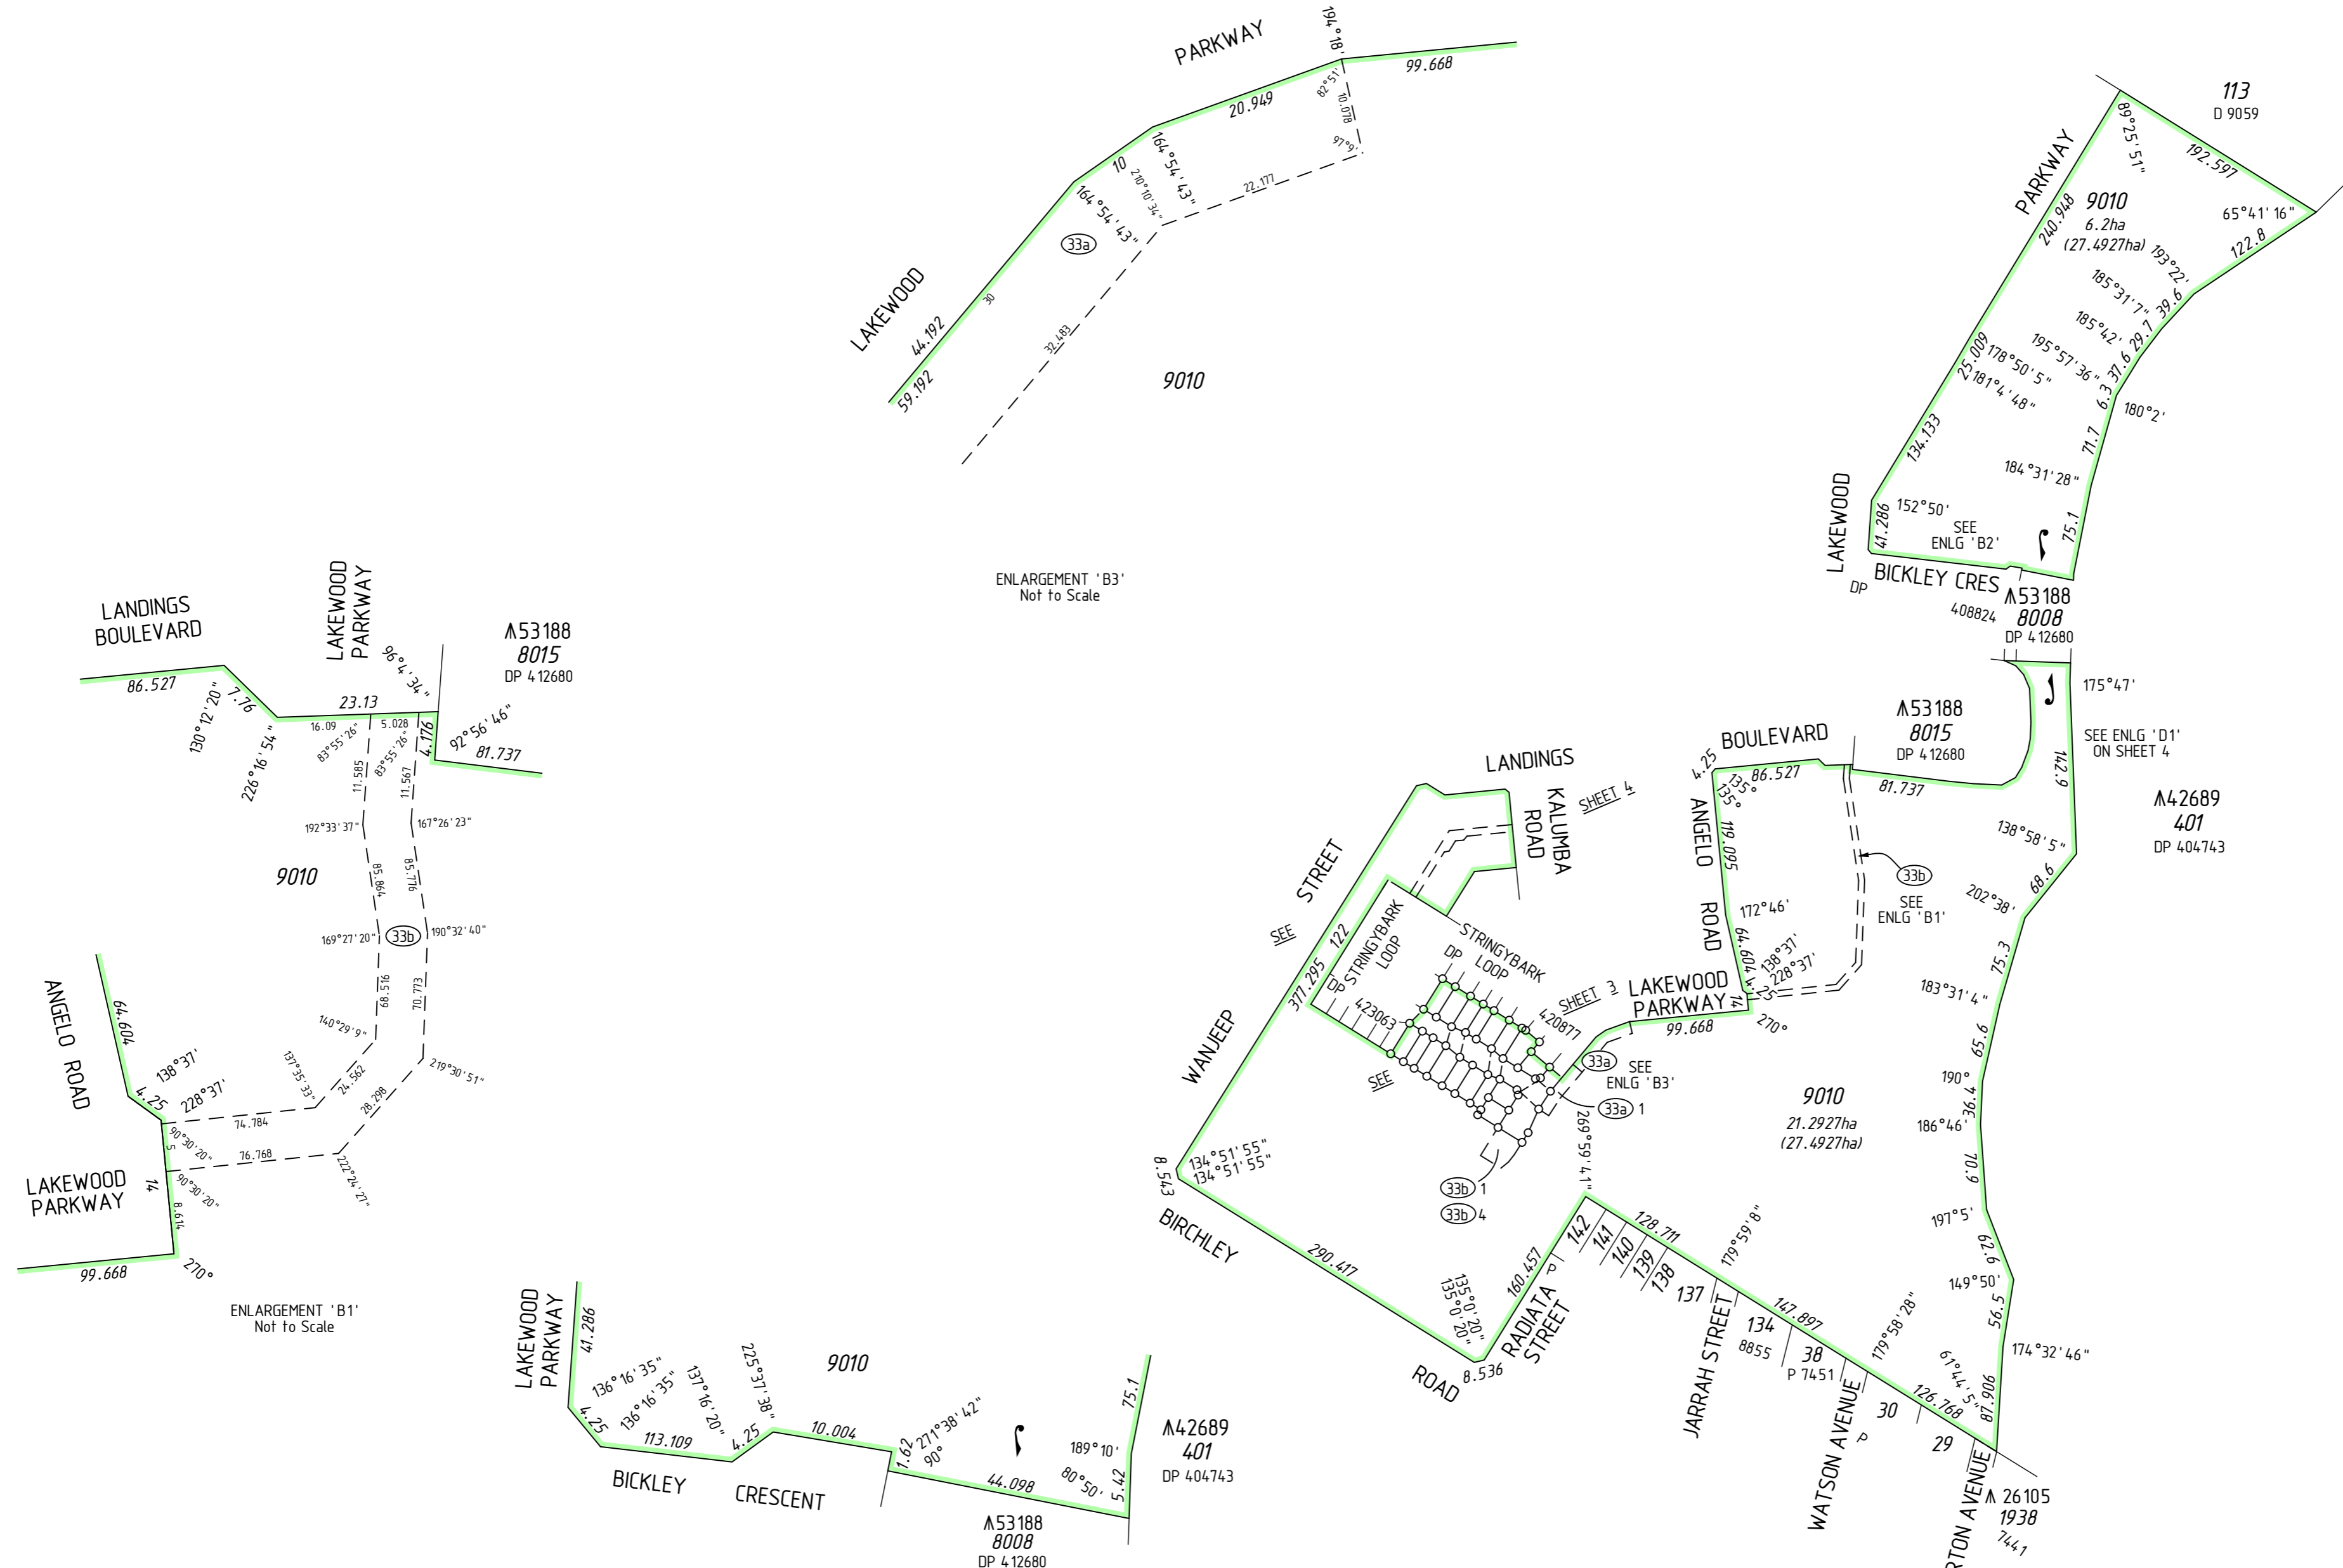 PARKWAY
194°18'
99.668
20.949
82°51'
10.078
97°9'
10
164°54'43"
210°10'34"
22.177
164°54'43"
33a
LAKEWOOD
30
44.192
59.192
32.483
9010
ENLARGEMENT 'B3'
Not to Scale
113
D 9059
89°25'51"
192.597
PARKWAY
240.948
9010
6.2ha
(27.4927ha)
65°41'16"
122.8
193°22'
185°31'7"
39.6
185°42'
29.7
195°57'36"
37.6
25.009
178°50'5"
181°4'48"
6.3
180°2'
134.133
71.7
184°31'28"
LAKEWOOD
41.286
152°50'
SEE
ENLG 'B2'
75.1
BICKLEY CRES
DP
408824
53188
8008
DP 412680
LANDINGS
BOULEVARD
LAKEWOOD
PARKWAY
96°4'34"
53188
8015
DP 412680
86.527
130°12'20"
7.76
226°16'54"
23.13
16.09
5.028
83°55'26"
83°55'26"
4.176
92°56'46"
81.737
11.585
11.567
192°33'37"
167°26'23"
9010
85.864
85.776
169°27'20"
33b
190°32'40"
68.516
70.773
ANGELO ROAD
64.604
138°37'
4.25
228°37'
140°29'9"
137°35'33"
24.562
219°30'51"
28.298
74.784
90°30'20"
5
76.768
222°24'27"
LAKEWOOD
PARKWAY
14
90°30'20"
8.614
99.668
270°
ENLARGEMENT 'B1'
Not to Scale
LAKEWOOD
PARKWAY
41.286
136°16'35"
4.25
136°16'35"
137°16'20"
225°37'38"
9010
113.109
4.25
10.004
1.62
271°38'42"
90°
44.098
189°10'
80°50'
5.42
75.1
42689
401
DP 404743
BICKLEY
CRESCENT
53188
8008
DP 412680
175°47'
SEE ENLG 'D1'
ON SHEET 4
142.9
53188
8015
DP 412680
BOULEVARD
4.25
135°
135°
86.527
81.737
LANDINGS
KALUMBA
ROAD
SHEET 4
ANGELO
119.095
ROAD
172°46'
64.604
138°37'
228°37'
4.25
14
33b
SEE
ENLG 'B1'
42689
401
DP 404743
138°58'5"
68.6
202°38'
75.3
183°31'4"
65.6
190°
36.4
186°46'
70.9
197°5'
62.6
149°50'
56.5
174°32'46"
61°44'5"
87.906
STREET
SEE
122
377.295
STRINGYBARK
LOOP
DP
STRINGYBARK
LOOP
DP
423063
420877
SHEET 3
SEE
LAKEWOOD
PARKWAY
99.668
270°
33a
SEE
ENLG 'B3'
33a 1
269°59'41"
9010
21.2927ha
(27.4927ha)
WANJEEP
134°51'55"
134°51'55"
8.543
33b 1
33b 4
BIRCHLEY
290.417
ROAD
135°0'20"
135°0'20"
8.536
160.457
RADIATA
STREET
P
142
141
140
139
138
137
128.711
179°59'8"
JARRAH STREET
147.897
134
8855
38
P 7451
179°58'28"
WATSON AVENUE
P
126.768
30
29
RTON AVENUE
26105
1938
7441